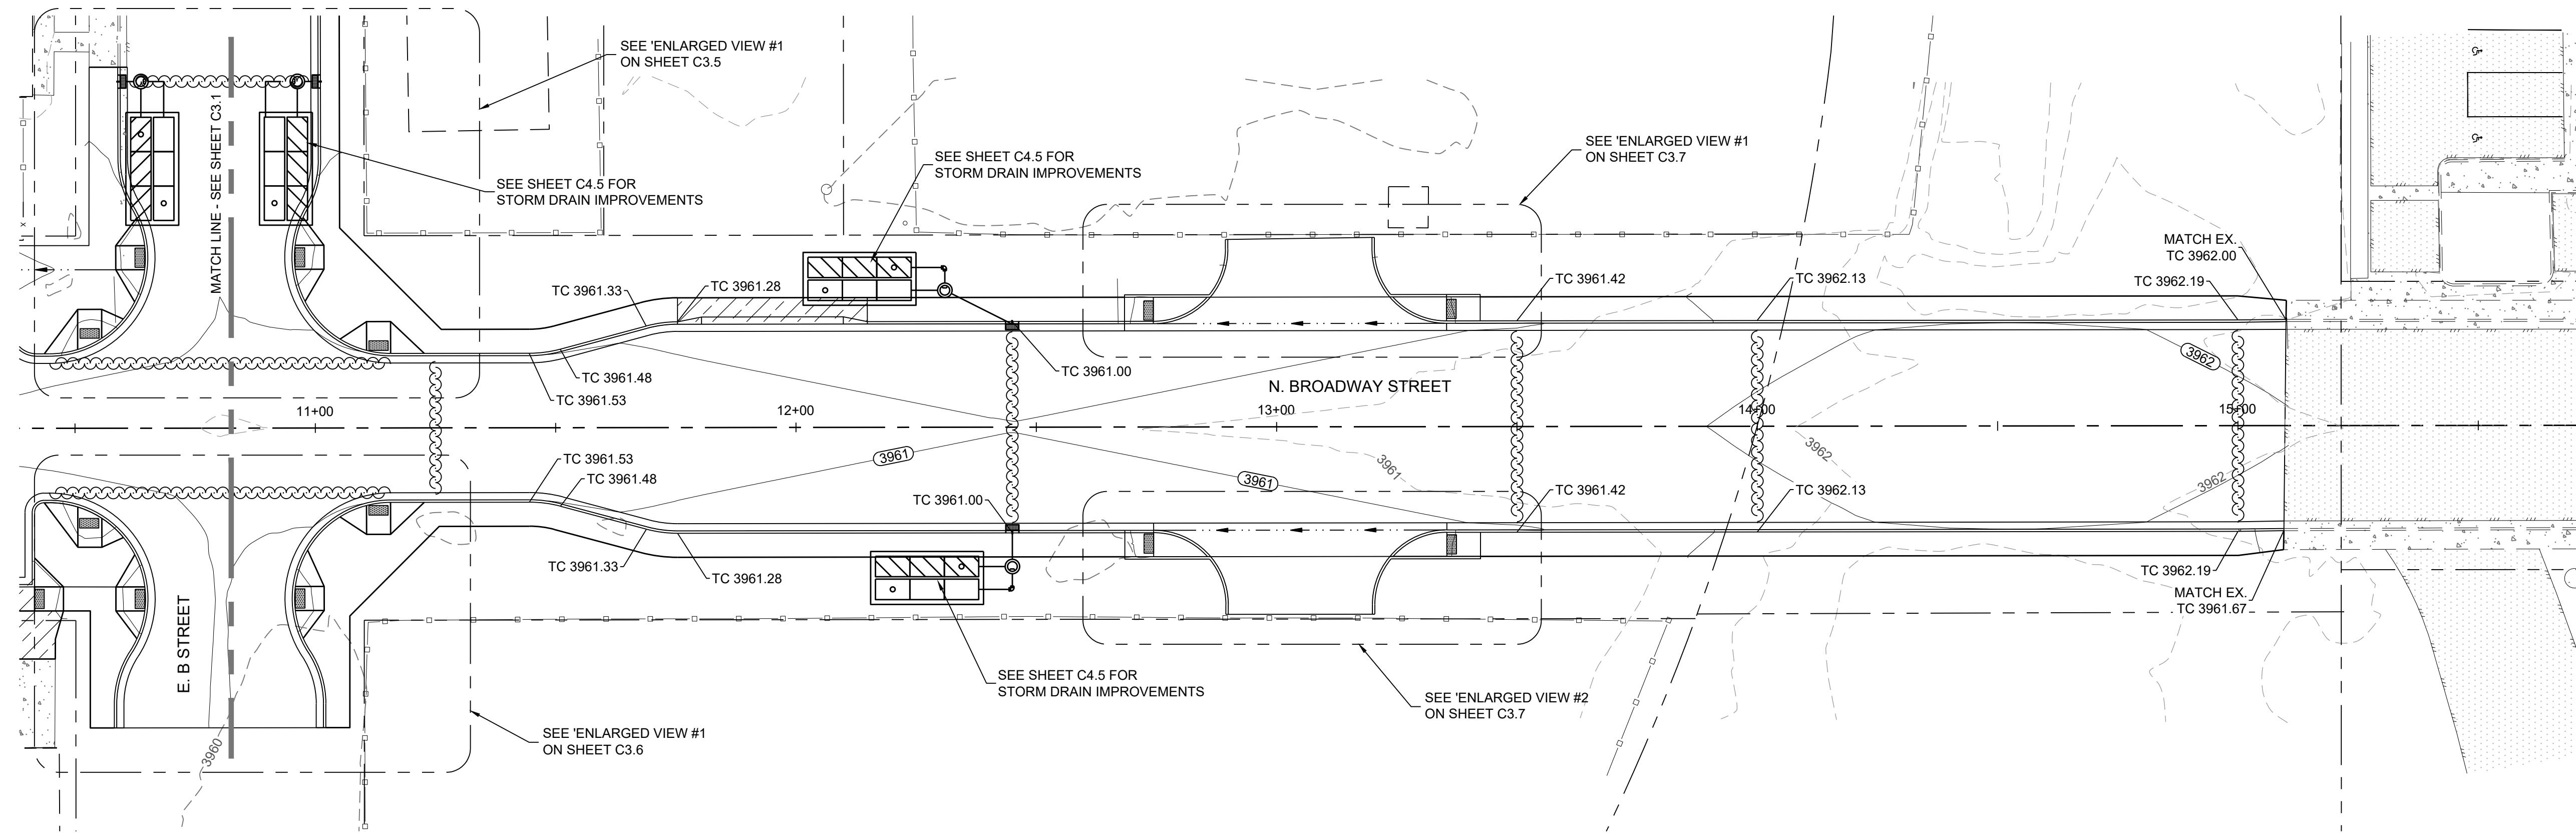 SEE 'ENLARGED VIEW #1
ON SHEET C3.5
MATCH LINE - SEE SHEET C3.1
SEE SHEET C4.5 FOR
STORM DRAIN IMPROVEMENTS
SEE SHEET C4.5 FOR
STORM DRAIN IMPROVEMENTS
SEE 'ENLARGED VIEW #1
ON SHEET C3.7
MATCH EX.
TC 3962.00
TC 3961.33
TC 3961.28
TC 3961.42
TC 3962.13
TC 3962.19
TC 3961.48
TC 3961.00
TC 3961.53
3962
N. BROADWAY STREET
11+00
12+00
13+00
14+00
15+00
TC 3961.53
TC 3961.48
3961
3961
3961
3962
3962
TC 3961.00
TC 3961.42
TC 3962.13
TC 3961.33
TC 3961.28
TC 3962.19
MATCH EX.
TC 3961.67
E. B STREET
SEE SHEET C4.5 FOR
STORM DRAIN IMPROVEMENTS
SEE 'ENLARGED VIEW #2
ON SHEET C3.7
SEE 'ENLARGED VIEW #1
ON SHEET C3.6
3960